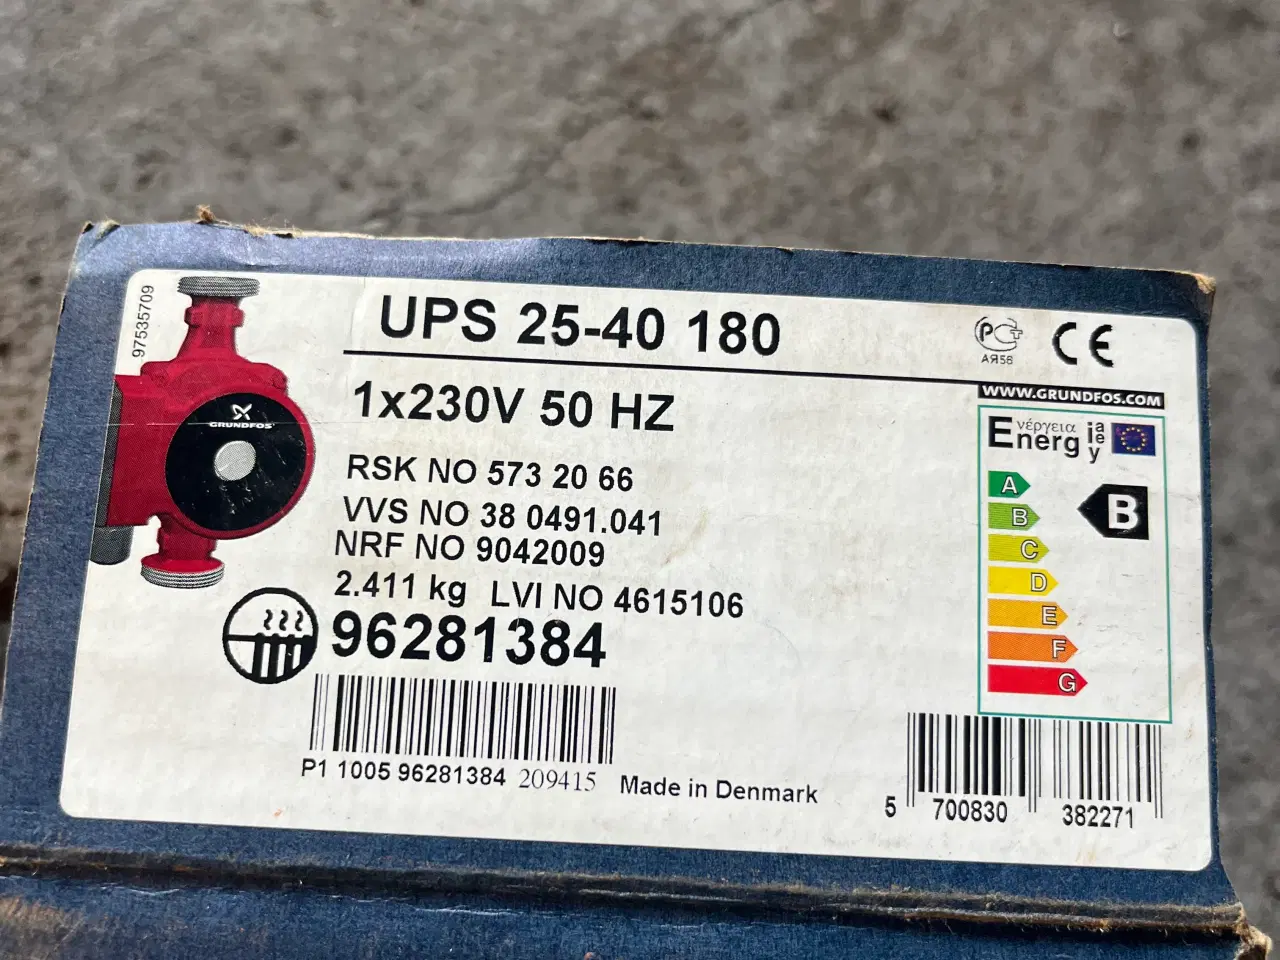 97535709
GRUNDFOS
UPS 25-40 180
1x230V 50 HZ
RSK NO 573 20 66
VVS NO 38 0491.041
NRF NO 9042009
2.411 kg LVI NO 4615106
96281384
P1 1005 96281384 209415 Made in Denmark
АЯ56
CE
WWW.GRUNDFOS.COM
Energ ενέργεια
ia
ie
y
A
B
C
D
E
F
G
B
5 700830 382271